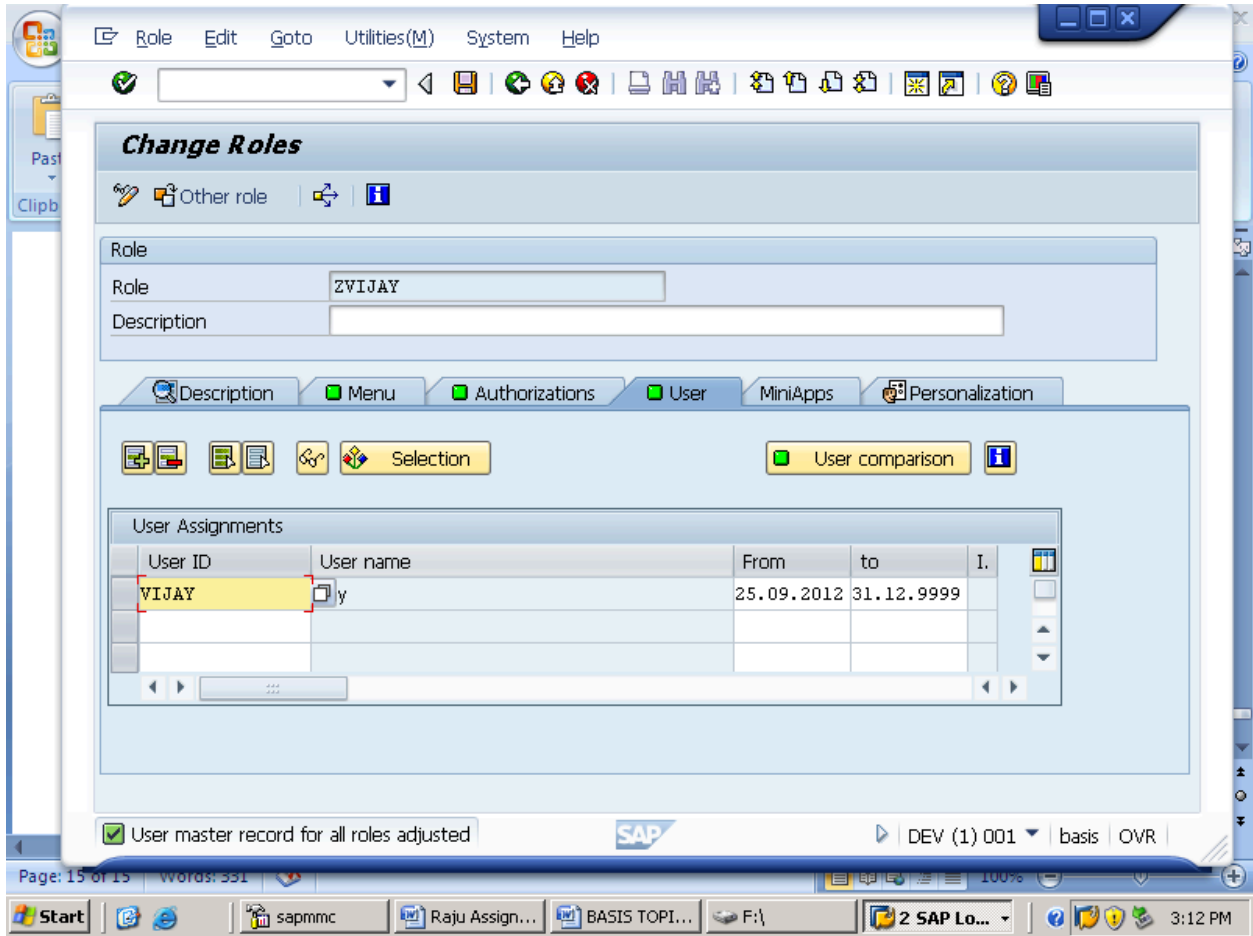 Role Edit Goto Utilities(M) System Help
Change Roles
Past
Other role
Clipb
Role
Role ZVIJAY
Description
Description Menu Authorizations User MiniApps Personalization
Selection User comparison
User Assignments
User ID User name From to I.
VIJAY y 25.09.2012 31.12.9999
User master record for all roles adjusted SAP DEV (1) 001 basis OVR
Page: 15 of 15 Words: 331 100%
Start sapmmc Raju Assign... BASIS TOPI... F:\ 2 SAP Lo... 3:12 PM